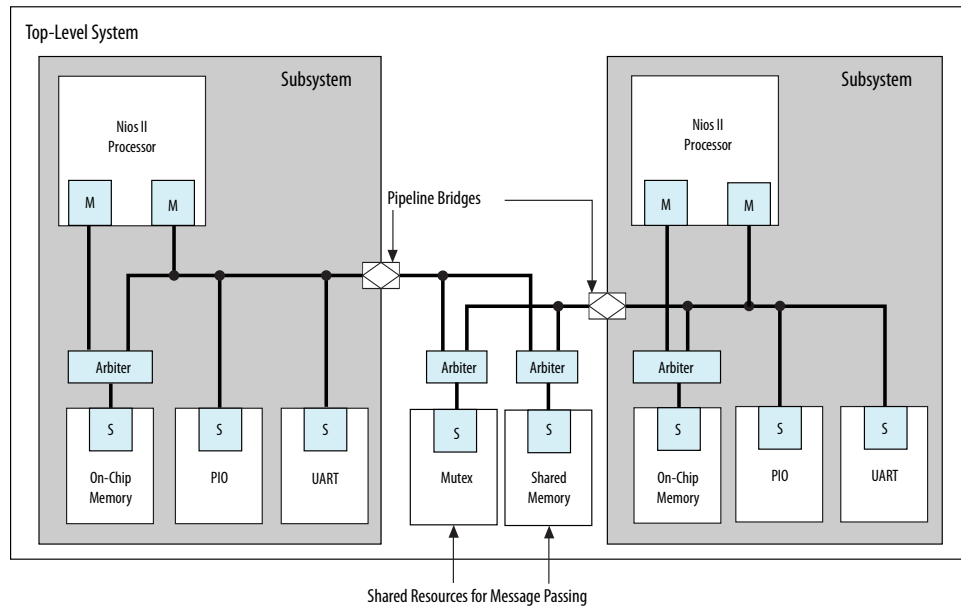 Top-Level System
Subsystem
Nios II
Processor
M
M
Arbiter
S
On-Chip
Memory
S
PIO
S
UART
Pipeline Bridges
Arbiter
Arbiter
S
Mutex
S
Shared
Memory
Subsystem
Nios II
Processor
M
M
Arbiter
S
On-Chip
Memory
S
PIO
S
UART
Shared Resources for Message Passing